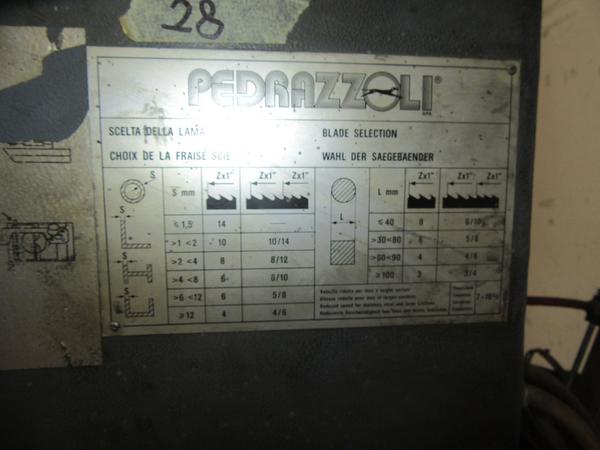 28
PEDRAZZOLI®
SCELTA DELLA LAMA
BLADE SELECTION
CHOIX DE LA FRAISE SCIE
WAHL DER SAEGEBAENDER
S
S mm
Zx1"
Zx1" Zx1"
≤ 1,5
14
>1 <2
10
10/14
>2 <4
8
8/12
>4 <8
6
6/10
>6 <12
6
5/8
≥ 12
4
4/6
S
S
S
L
L mm
Zx1"
Zx1" Zx1"
≤ 40
8
6/10
>30<80
5/8
4
4/6
≥ 100
3
3/4